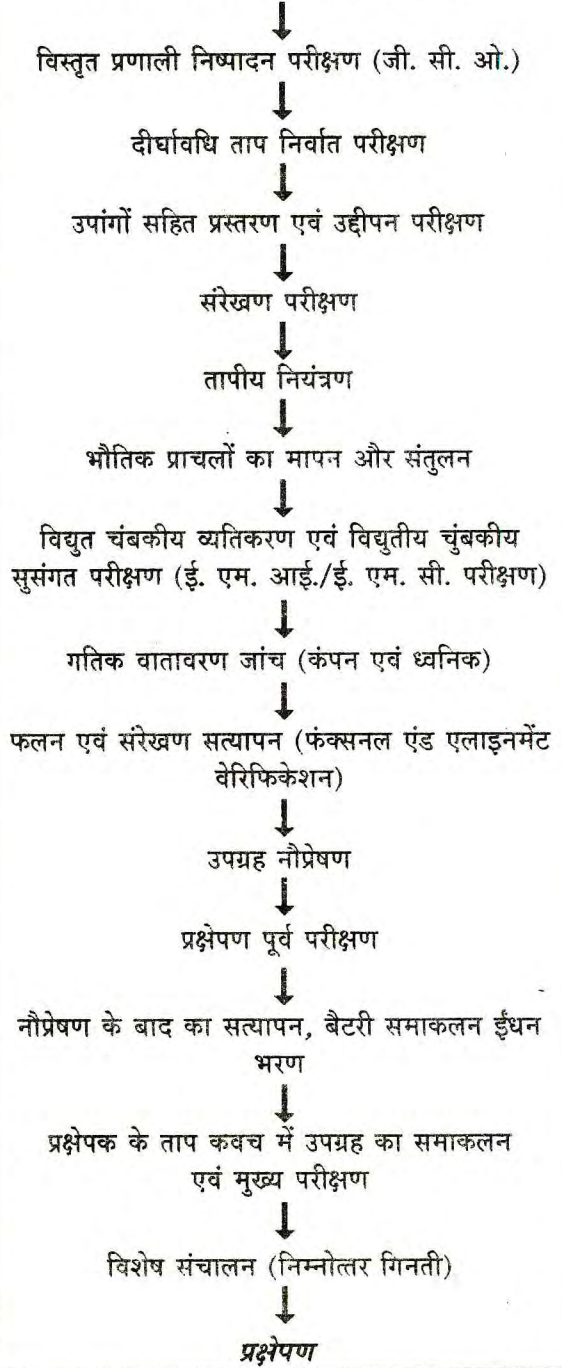 विस्तृत प्रणाली निष्पादन परीक्षण (जी. सी. ओ.)
दीर्घावधि ताप निर्वात परीक्षण
उपांगों सहित प्रस्तरण एवं उद्दीपन परीक्षण
संरेखण परीक्षण
तापीय नियंत्रण
भौतिक प्राचलों का मापन और संतुलन
विद्युत चंबकीय व्यतिकरण एवं विद्युतीय चुंबकीय
सुसंगत परीक्षण (ई. एम. आई./ई. एम. सी. परीक्षण)
गतिक वातावरण जांच (कंपन एवं ध्वनिक)
फलन एवं संरेखण सत्यापन (फंक्सनल एंड एलाइनमेंट
वेरिफिकेशन)
उपग्रह नौप्रेषण
प्रक्षेपण पूर्व परीक्षण
नौप्रेषण के बाद का सत्यापन, बैटरी समाकलन ईंधन
भरण
प्रक्षेपक के ताप कवच में उपग्रह का समाकलन
एवं मुख्य परीक्षण
विशेष संचालन (निम्नोत्तर गिनती)
प्रक्षेपण